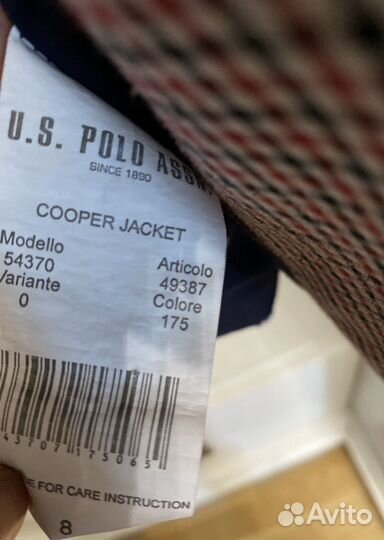 U.S. POLO ASSN.
SINCE 1890
COOPER JACKET
Modello
54370
Variante
0
Articolo
49387
Colore
175
43707175065
FOR CARE INSTRUCTION
8
Avito